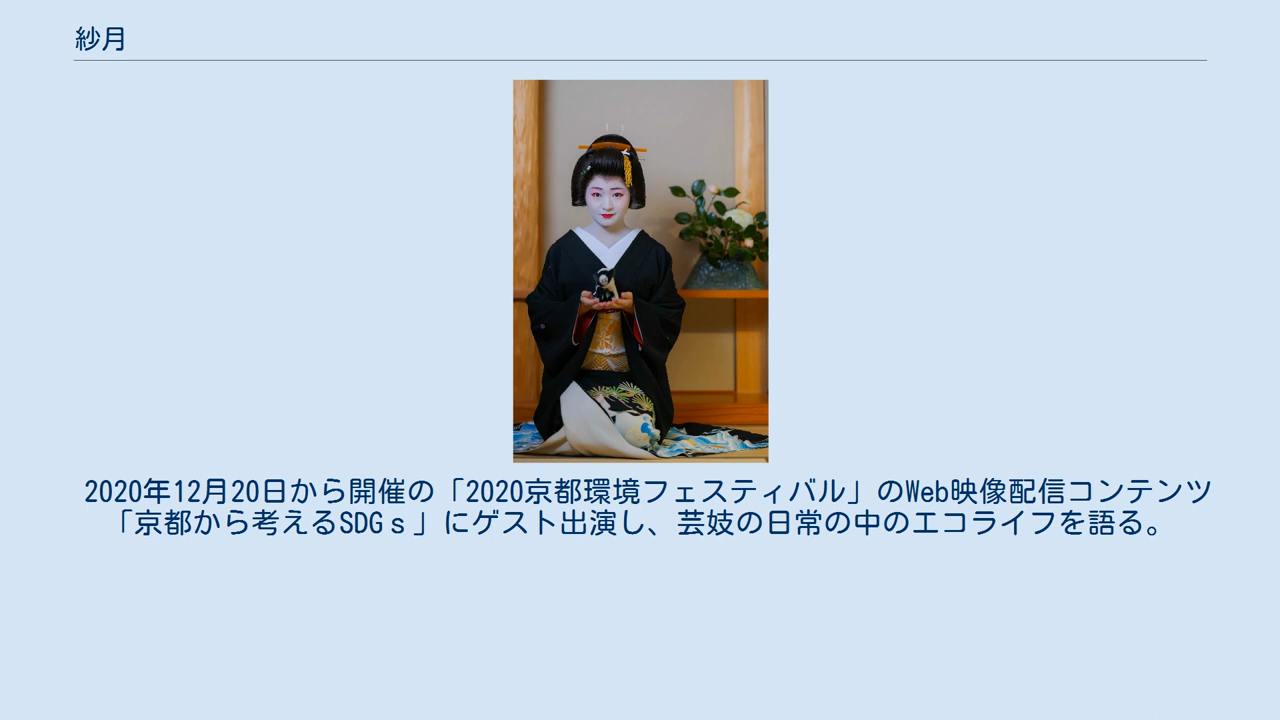 紗月
2020年12月20日から開催の「2020京都環境フェスティバル」のWeb映像配信コンテンツ
「京都から考えるSDGｓ」にゲスト出演し、芸妓の日常の中のエコライフを語る。